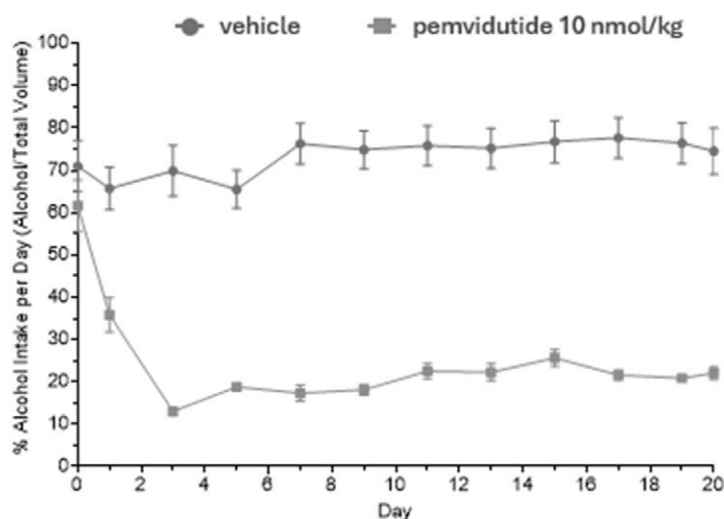 vehicle pemvidutide 10 nmol/kg
% Alcohol Intake per Day (Alcohol/Total Volume)
100
90
80
70
60
50
40
30
20
10
0
0 2 4 6 8 10 12 14 16 18 20
Day